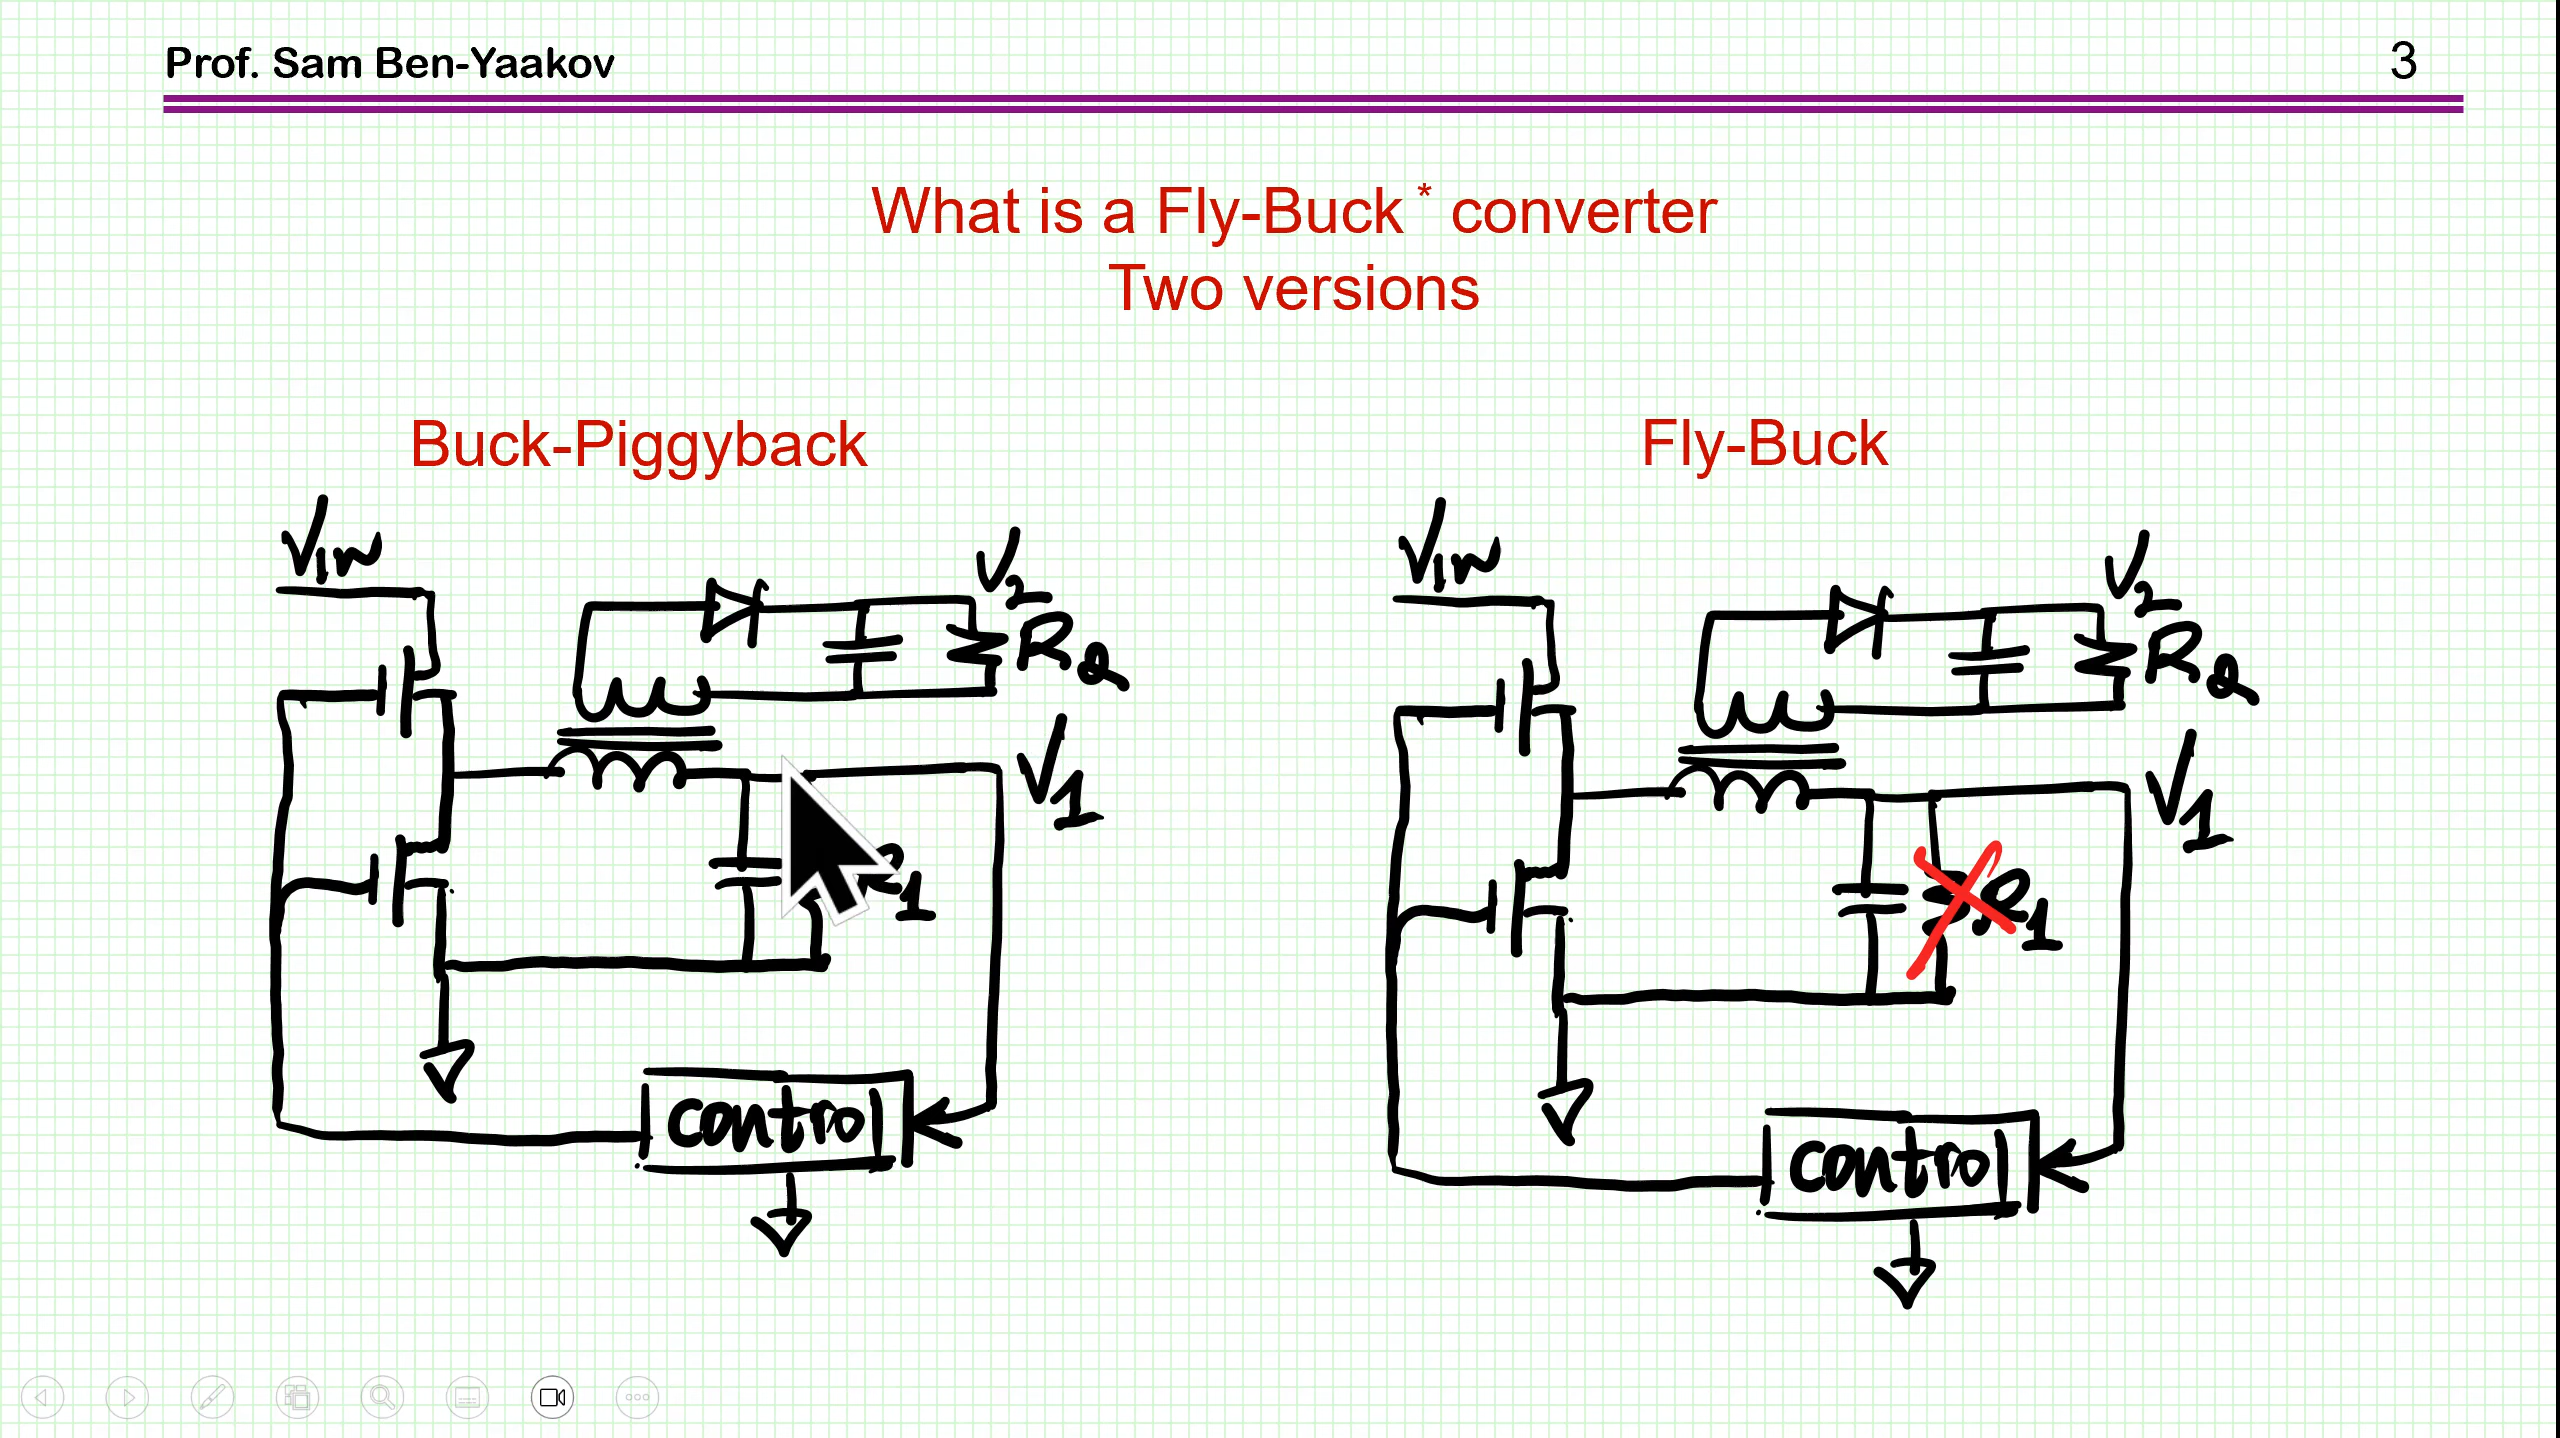 Prof. Sam Ben-Yaakov
3
What is a Fly-Buck * converter
Two versions
Buck-Piggyback
Fly-Buck
Vin
V2
R2
V1
R1
control
Vin
V2
R2
V1
R1
control